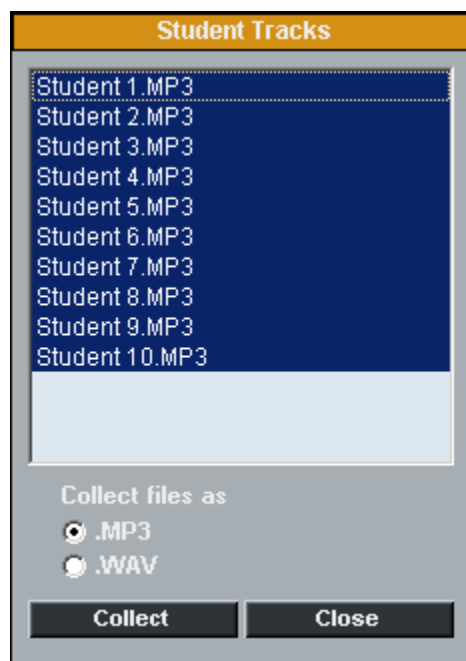 Student Tracks
Student 1.MP3
Student 2.MP3
Student 3.MP3
Student 4.MP3
Student 5.MP3
Student 6.MP3
Student 7.MP3
Student 8.MP3
Student 9.MP3
Student 10.MP3
Collect files as
.MP3
.WAV
Collect Close